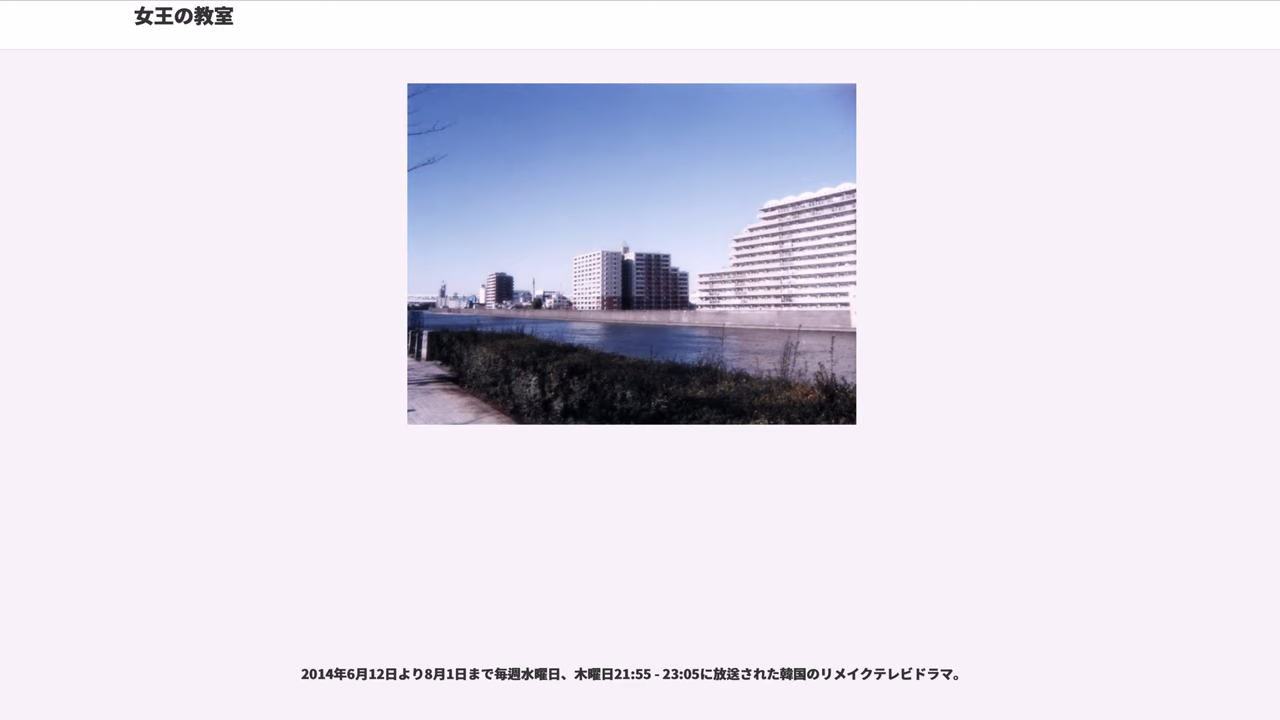 女王の教室
2014年6月12日より8月1日まで毎週水曜日、木曜日21:55 - 23:05に放送された韓国のリメイクテレビドラマ。